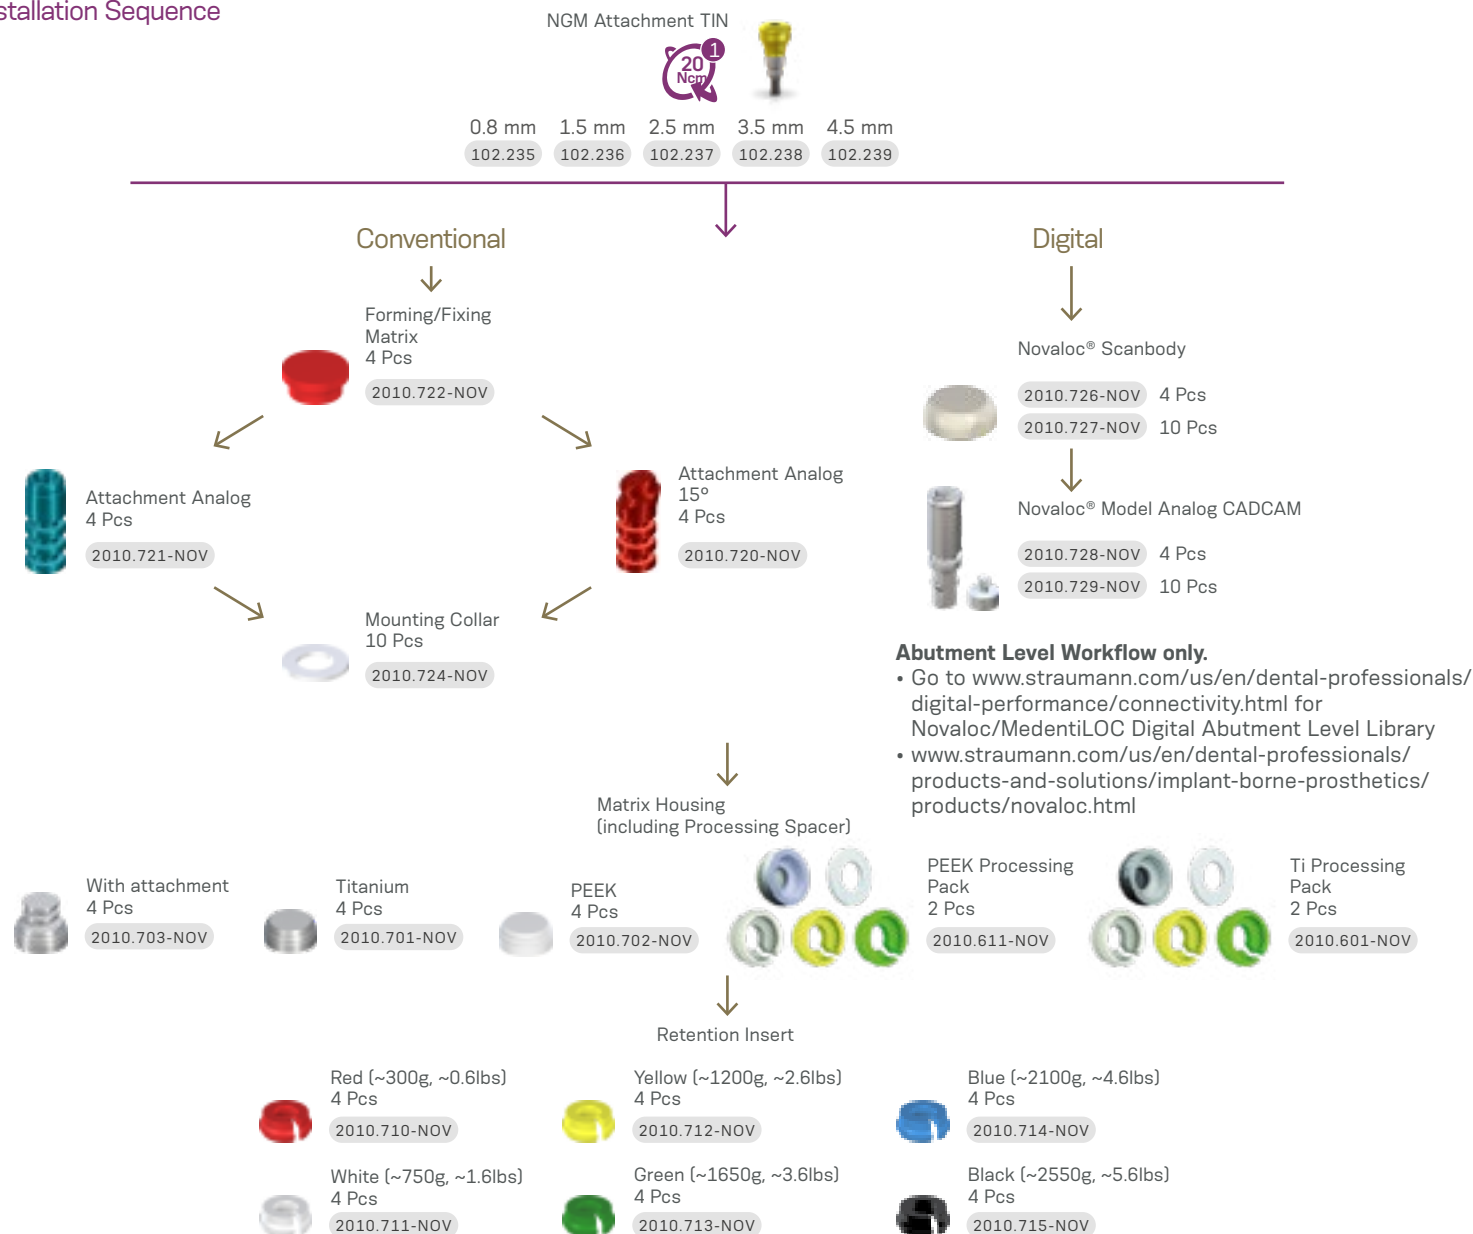 stallation Sequence
NGM Attachment TIN
1
20
Ncm
0.8 mm 1.5 mm 2.5 mm 3.5 mm 4.5 mm
102.235 102.236 102.237 102.238 102.239
Conventional
Forming/Fixing
Matrix
4 Pcs
2010.722-NOV
Attachment Analog
4 Pcs
2010.721-NOV
Attachment Analog
15°
4 Pcs
2010.720-NOV
Mounting Collar
10 Pcs
2010.724-NOV
Digital
Novaloc® Scanbody
2010.726-NOV 4 Pcs
2010.727-NOV 10 Pcs
Novaloc® Model Analog CADCAM
2010.728-NOV 4 Pcs
2010.729-NOV 10 Pcs
Abutment Level Workflow only.
• Go to www.straumann.com/us/en/dental-professionals/
digital-performance/connectivity.html for
Novaloc/MedentiLOC Digital Abutment Level Library
• www.straumann.com/us/en/dental-professionals/
products-and-solutions/implant-borne-prosthetics/
products/novaloc.html
Matrix Housing
(including Processing Spacer)
With attachment
4 Pcs
2010.703-NOV
Titanium
4 Pcs
2010.701-NOV
PEEK
4 Pcs
2010.702-NOV
PEEK Processing
Pack
2 Pcs
2010.611-NOV
Ti Processing
Pack
2 Pcs
2010.601-NOV
Retention Insert
Red (~300g, ~0.6lbs)
4 Pcs
2010.710-NOV
Yellow (~1200g, ~2.6lbs)
4 Pcs
2010.712-NOV
Blue (~2100g, ~4.6lbs)
4 Pcs
2010.714-NOV
White (~750g, ~1.6lbs)
4 Pcs
2010.711-NOV
Green (~1650g, ~3.6lbs)
4 Pcs
2010.713-NOV
Black (~2550g, ~5.6lbs)
4 Pcs
2010.715-NOV